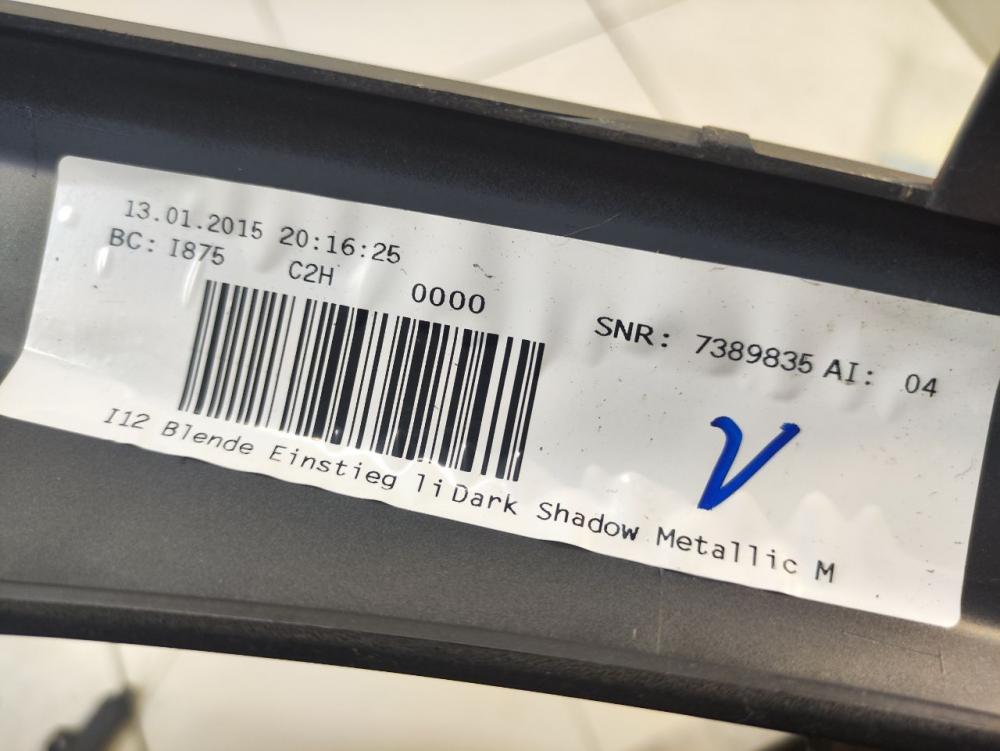 13.01.2015 20:16:25
BC: I875 C2H 0000
SNR: 7389835 AI: 04
V
I12 Blende Einstieg li Dark Shadow Metallic M